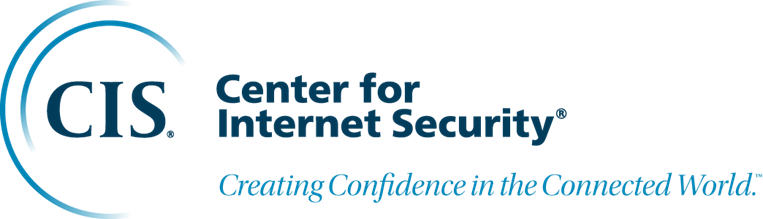 CIS®
Center for
Internet Security®
Creating Confidence in the Connected World.™